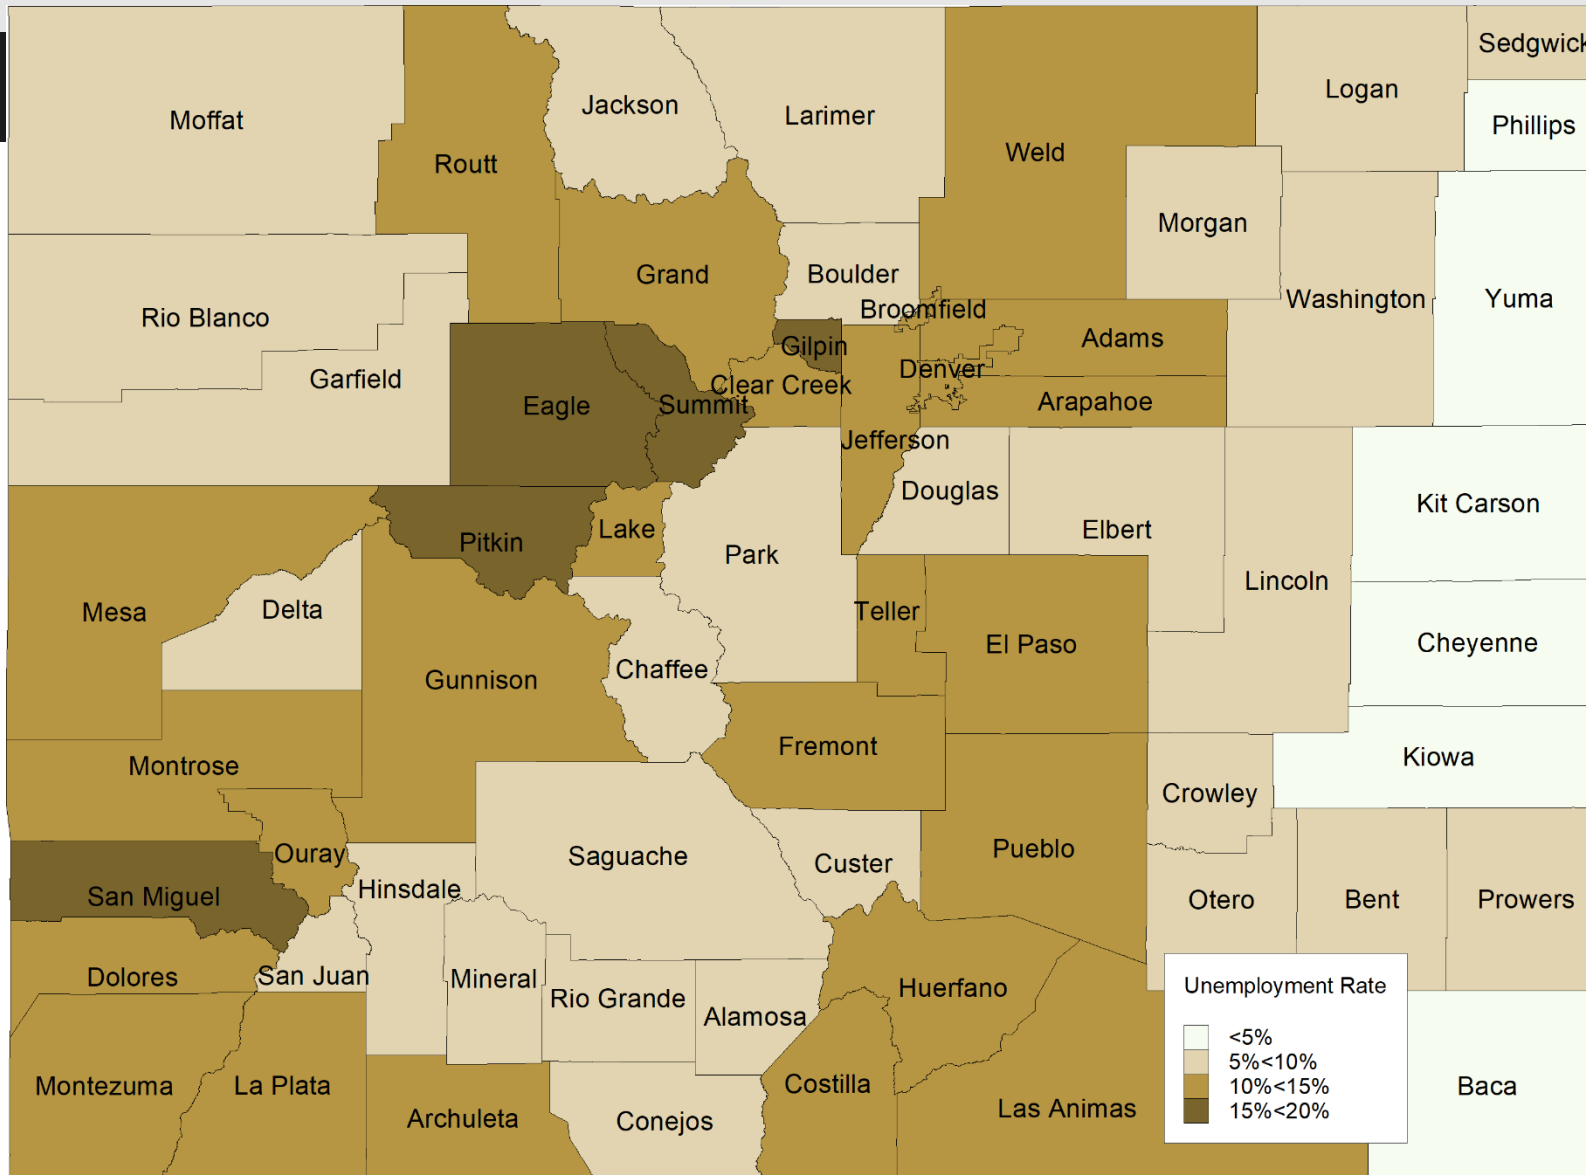 Sedgwick
Logan
Jackson
Larimer
Moffat
Phillips
Weld
Routt
Morgan
Grand
Boulder
Washington
Yuma
Broomfield
Rio Blanco
Adams
Gilpin
Denver
Garfield
Clear Creek
Eagle
Summit
Arapahoe
Jefferson
Douglas
Kit Carson
Lake
Elbert
Pitkin
Park
Lincoln
Delta
Mesa
Teller
El Paso
Cheyenne
Chaffee
Gunnison
Fremont
Kiowa
Montrose
Crowley
Pueblo
Ouray
Saguache
Custer
Hinsdale
San Miguel
Otero
Bent
Prowers
Dolores
San Juan
Mineral
Huerfano
Rio Grande
Alamosa
Unemployment Rate
<5%
5%<10%
10%<15%
15%<20%
Montezuma
La Plata
Costilla
Baca
Archuleta
Conejos
Las Animas